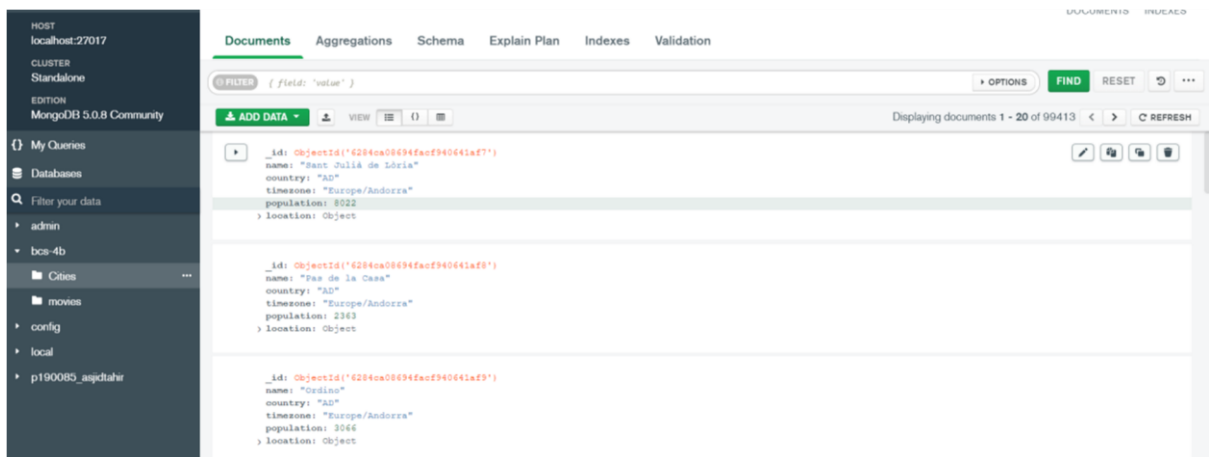 HOST
localhost:27017
CLUSTER
Standalone
EDITION
MongoDB 5.0.8 Community
{} My Queries
Databases
Filter your data
admin
bcs-4b
Cities
movies
config
local
p190085_asjidtahir
DOCUMENTS INDEXES
Documents Aggregations Schema Explain Plan Indexes Validation
FILTER { field: 'value' } OPTIONS FIND RESET
ADD DATA VIEW {} Displaying documents 1 - 20 of 99413 < > REFRESH
_id: ObjectId('6284ca08694facf940641af7')
name: "Sant Julià de Lòria"
country: "AD"
timezone: "Europe/Andorra"
population: 8022
> location: Object
_id: ObjectId('6284ca08694facf940641af8')
name: "Pas de la Casa"
country: "AD"
timezone: "Europe/Andorra"
population: 2363
> location: Object
_id: ObjectId('6284ca08694facf940641af9')
name: "Ordino"
country: "AD"
timezone: "Europe/Andorra"
population: 3066
> location: Object